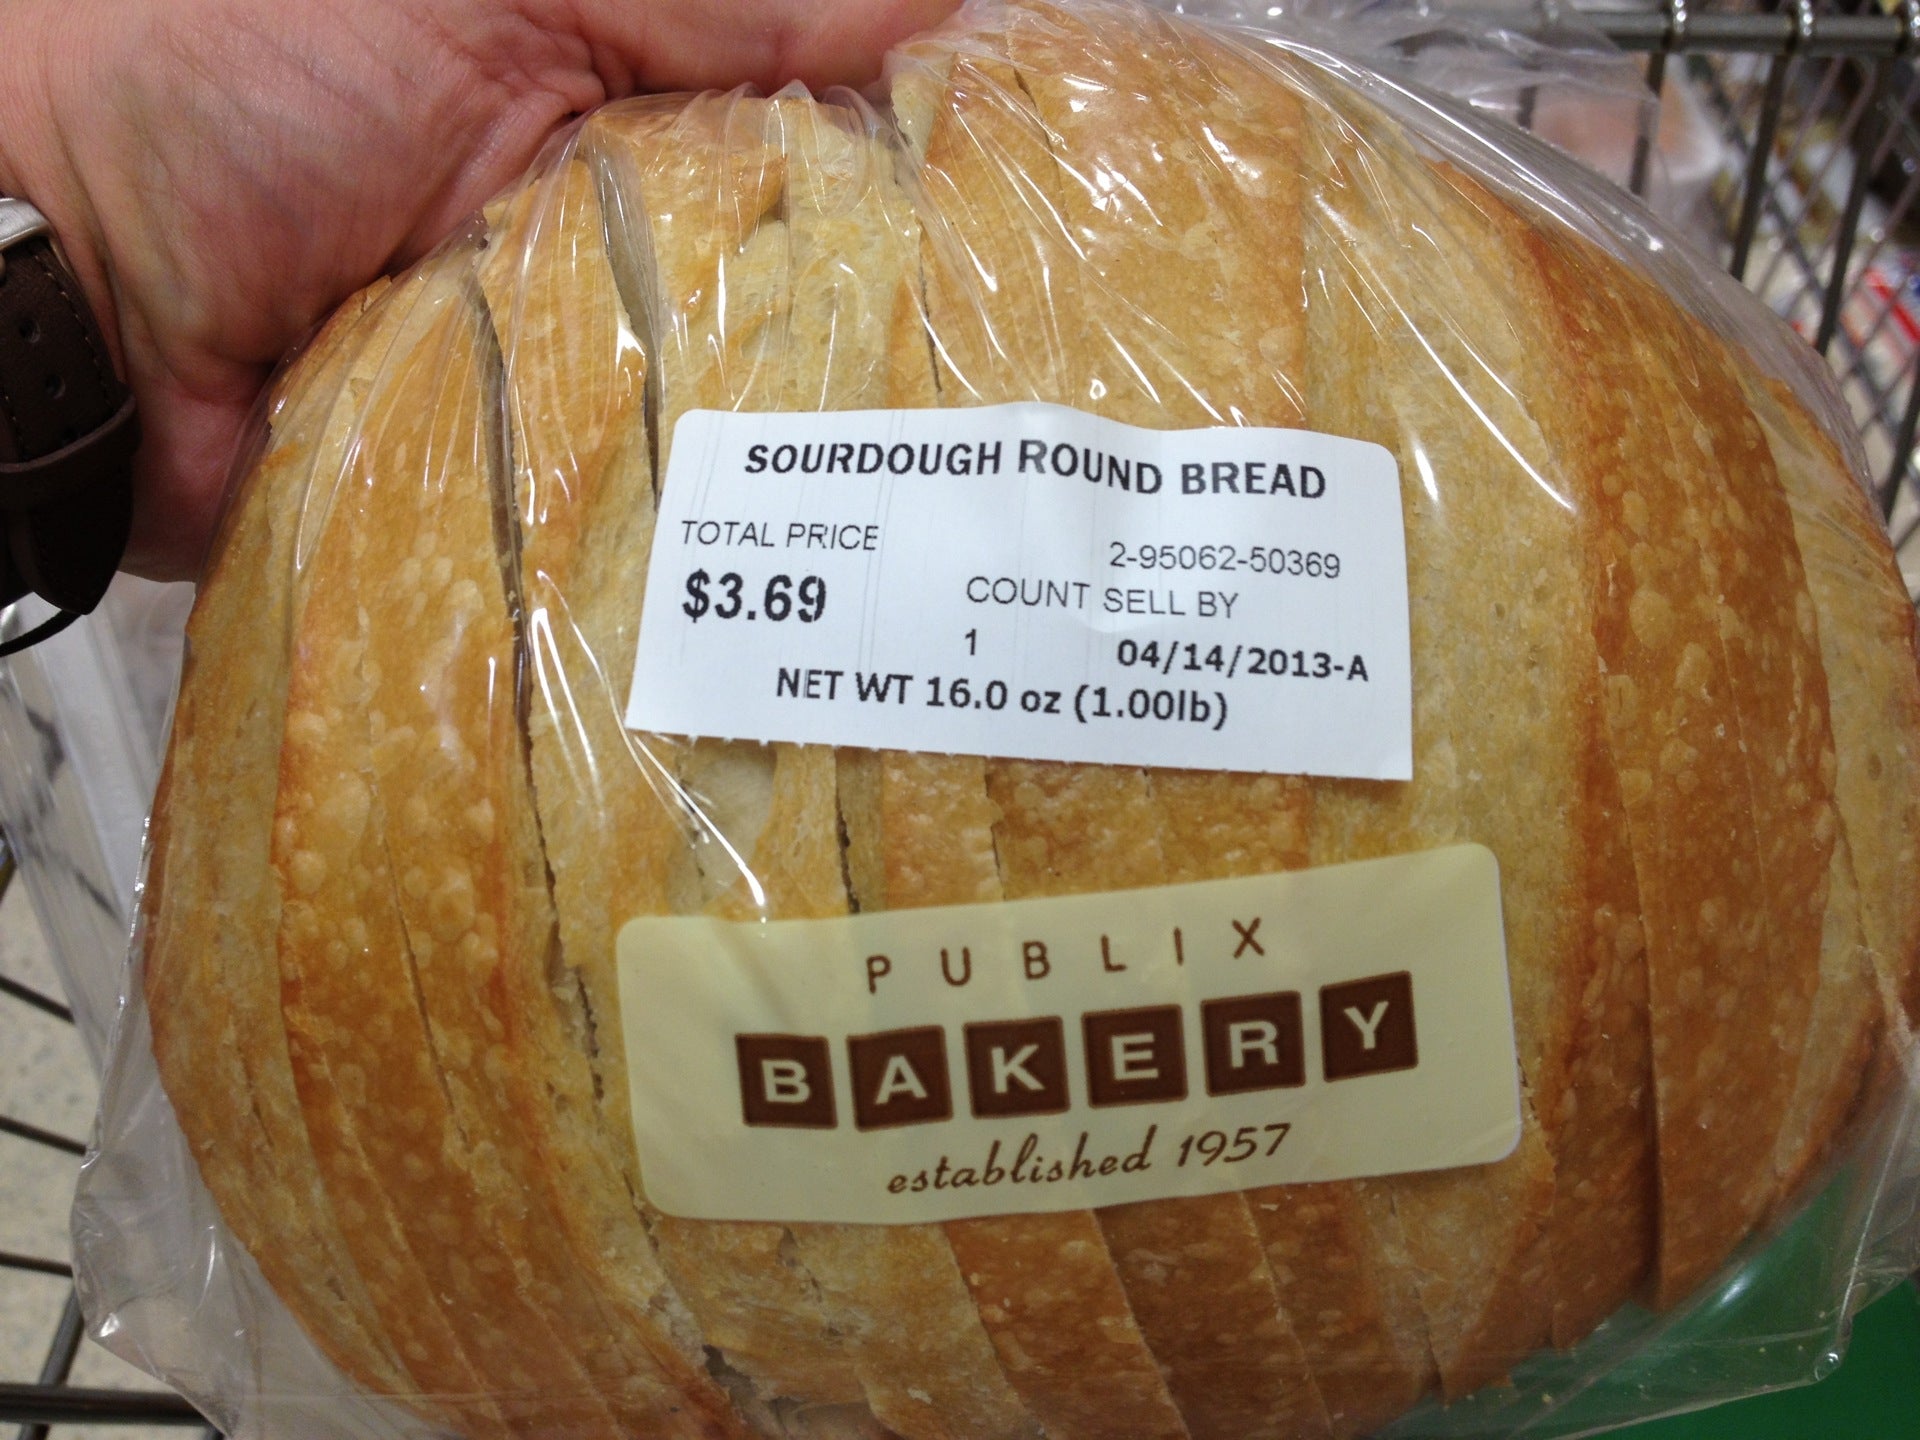 SOURDOUGH ROUND BREAD
TOTAL PRICE
2-95062-50369
$3.69
COUNT SELL BY
1 04/14/2013-A
NET WT 16.0 oz (1.00lb)
PUBLIX
BAKERY
established 1957